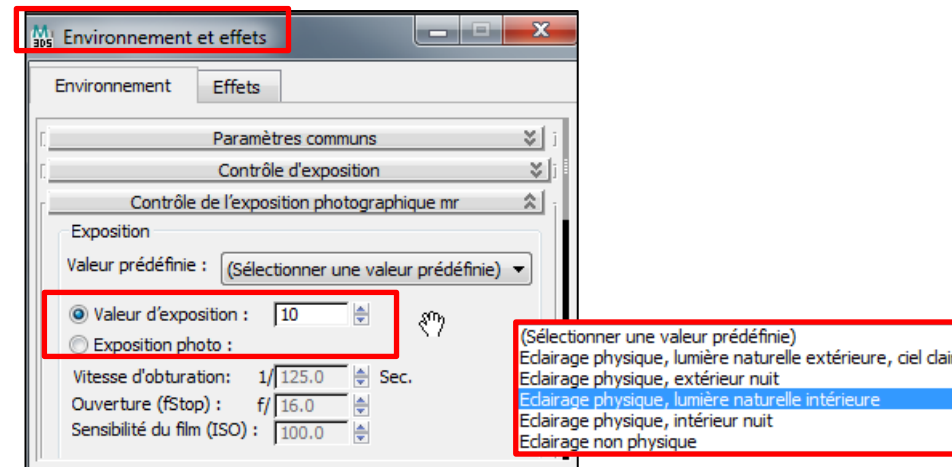 3DS Environnement et effets
Environnement Effets
Paramètres communs
Contrôle d'exposition
Contrôle de l'exposition photographique mr
Exposition
Valeur prédéfinie : (Sélectionner une valeur prédéfinie)
Valeur d'exposition : 10
Exposition photo :
Vitesse d'obturation: 1/ 125.0 Sec.
Ouverture (fStop) : f/ 16.0
Sensibilité du film (ISO) : 100.0
(Sélectionner une valeur prédéfinie)
Eclairage physique, lumière naturelle extérieure, ciel clair
Eclairage physique, extérieur nuit
Eclairage physique, lumière naturelle intérieure
Eclairage physique, intérieur nuit
Eclairage non physique